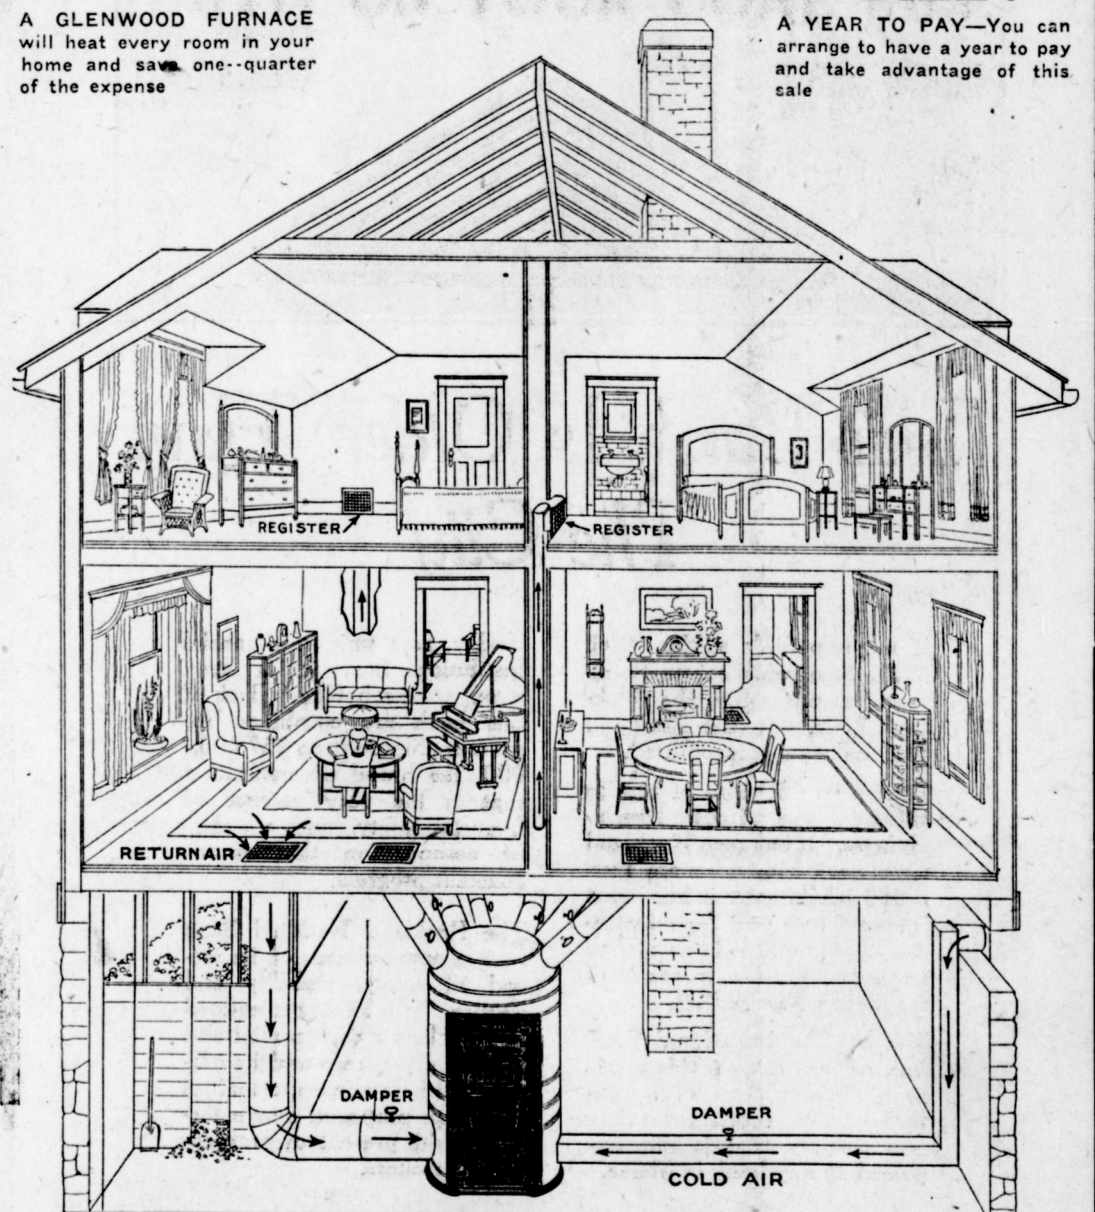 A GLENWOOD FURNACE
will heat every room in your
home and save one--quarter
of the expense
A YEAR TO PAY—You can
arrange to have a year to pay
and take advantage of this
sale
REGISTER
REGISTER
RETURN AIR
DAMPER
DAMPER
COLD AIR